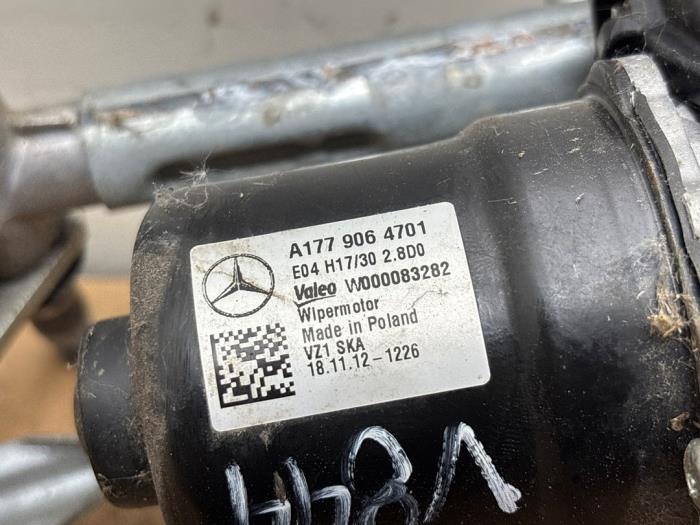 A177 906 4701
E04 H17/30 2.8D0
Valeo W000083282
Wipermotor
Made in Poland
VZ1 SKA
18.11.12-1226